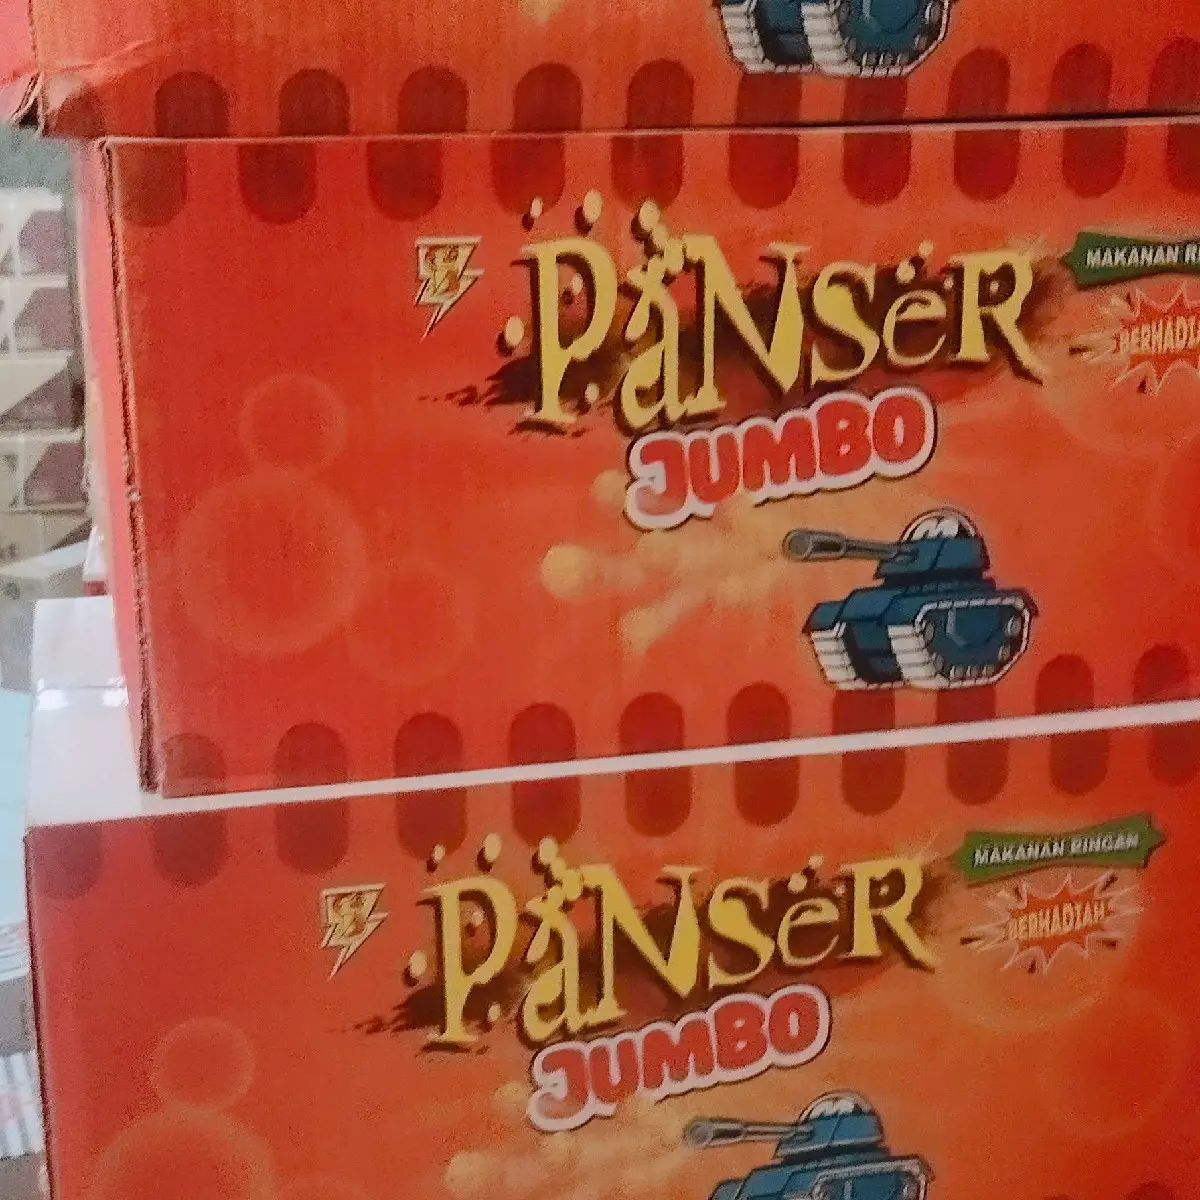 PANSER
JUMBO
MAKANAN
PANSER
JUMBO
MAKANAN RINGAN
BERHADIAH